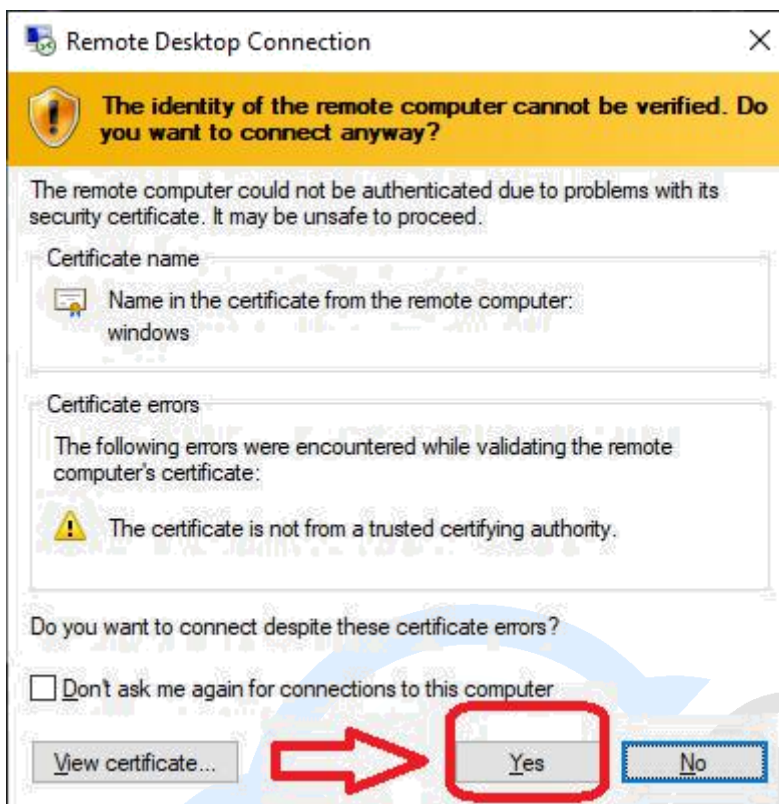 Remote Desktop Connection
The identity of the remote computer cannot be verified. Do
you want to connect anyway?
The remote computer could not be authenticated due to problems with its
security certificate. It may be unsafe to proceed.
Certificate name
Name in the certificate from the remote computer:
windows
Certificate errors
The following errors were encountered while validating the remote
computer's certificate:
The certificate is not from a trusted certifying authority.
Do you want to connect despite these certificate errors?
Don't ask me again for connections to this computer
View certificate... Yes No